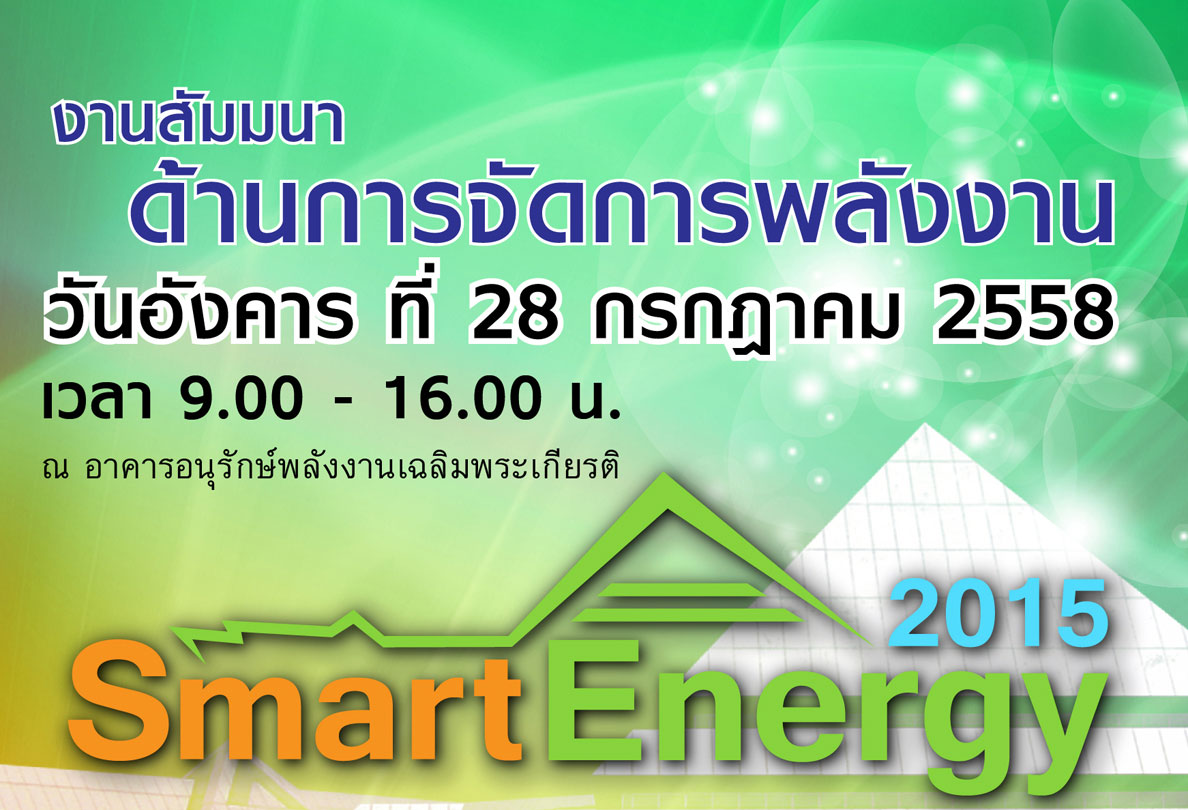 งานสัมมนา
ด้านการจัดการพลังงาน
วันอังคาร ที่ 28 กรกฎาคม 2558
เวลา 9.00 - 16.00 น.
ณ อาคารอนุรักษ์พลังงานเฉลิมพระเกียรติ
2015
Smart Energy